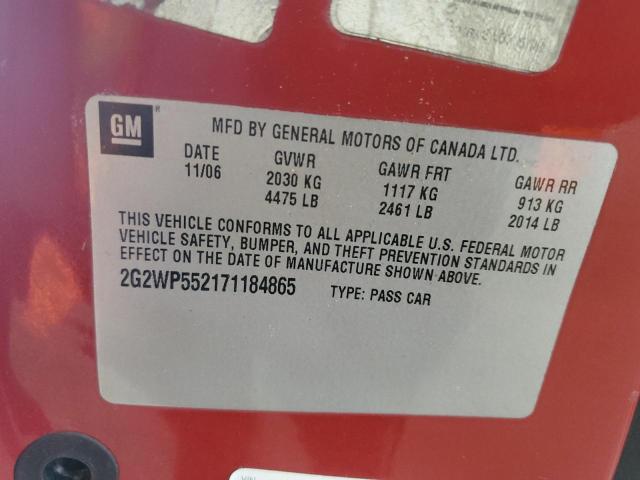 GM
MFD BY GENERAL MOTORS OF CANADA LTD.
DATE GVWR GAWR FRT GAWR RR
11/06 2030 KG 1117 KG 913 KG
4475 LB 2461 LB 2014 LB
THIS VEHICLE CONFORMS TO ALL APPLICABLE U.S. FEDERAL MOTOR
VEHICLE SAFETY, BUMPER, AND THEFT PREVENTION STANDARDS IN
EFFECT ON THE DATE OF MANUFACTURE SHOWN ABOVE.
2G2WP552171184865 TYPE: PASS CAR